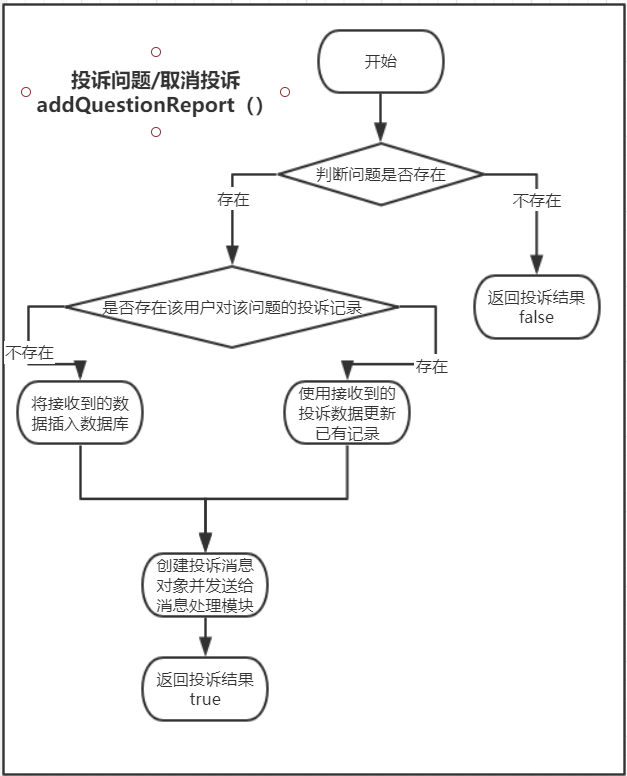 投诉问题/取消投诉
addQuestionReport（）
开始
判断问题是否存在
存在
不存在
是否存在该用户对该问题的投诉记录
返回投诉结果
false
不存在
存在
将接收到的数
据插入数据库
使用接收到的
投诉数据更新
已有记录
创建投诉消息
对象并发送给
消息处理模块
返回投诉结果
true